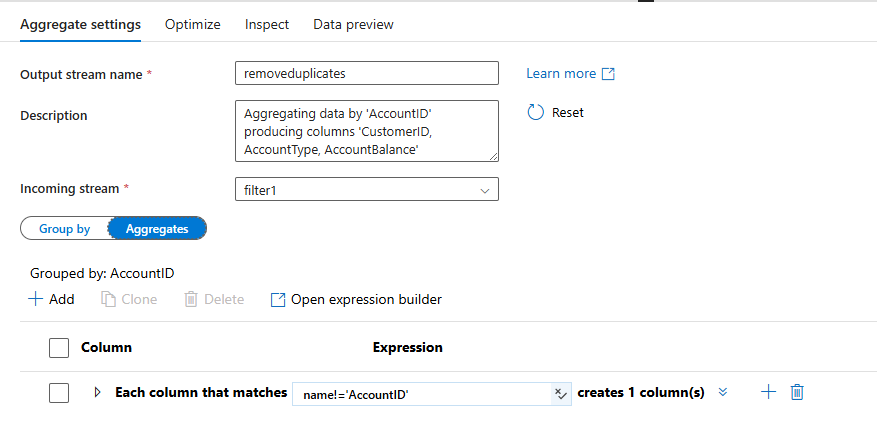 Aggregate settings Optimize Inspect Data preview
Output stream name * removeduplicates Learn more
Description Aggregating data by 'AccountID' Reset
producing columns 'CustomerID,
AccountType, AccountBalance'
Incoming stream * filter1
Group by Aggregates
Grouped by: AccountID
Add Clone Delete Open expression builder
Column Expression
Each column that matches name!='AccountID' creates 1 column(s)